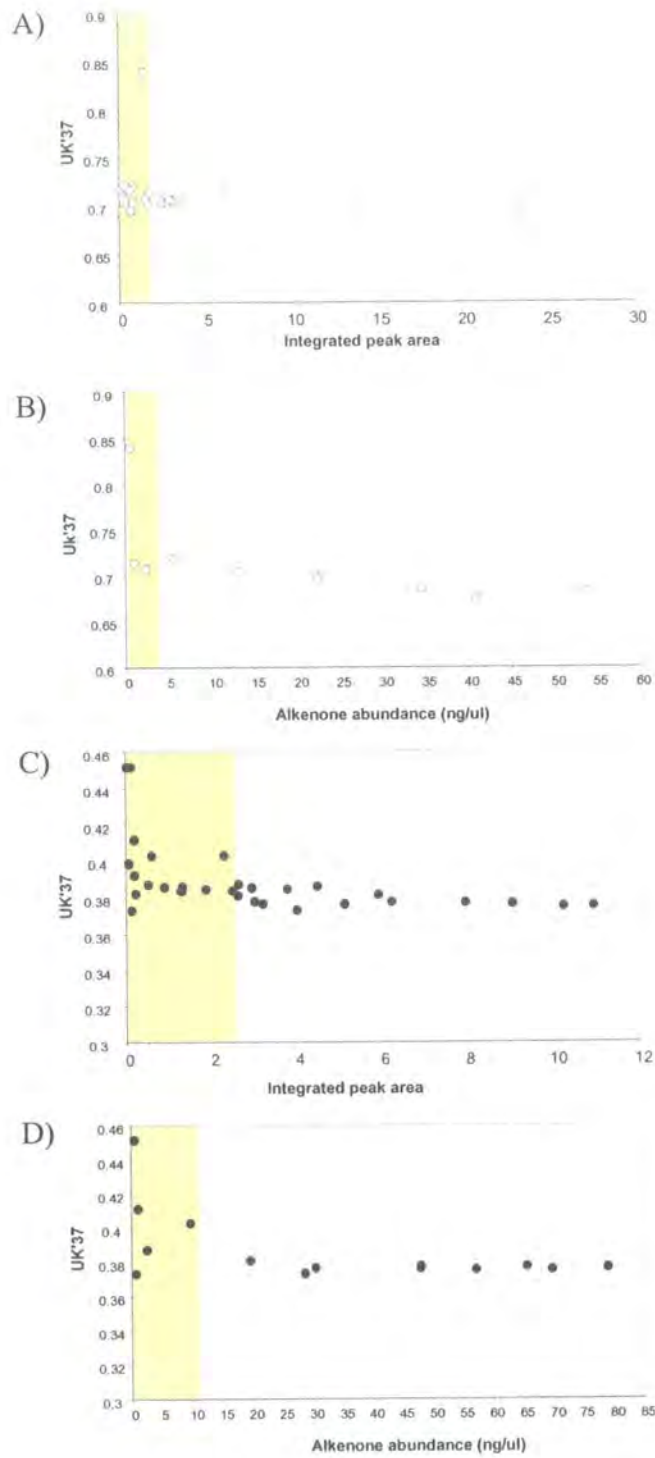 A)
0.9
0.85
0.8
0.75
0.7
0.65
0.6
UK'37
0 5 10 15 20 25 30
Integrated peak area
B)
0.9
0.85
0.8
0.75
0.7
0.65
0.6
Uk'37
0 5 10 15 20 25 30 35 40 45 50 55 60
Alkenone abundance (ng/ul)
C)
0.46
0.44
0.42
0.4
0.38
0.36
0.34
0.32
0.3
UK'37
0 2 4 6 8 10 12
Integrated peak area
D)
0.46
0.44
0.42
0.4
0.38
0.36
0.34
0.32
0.3
UK'37
0 5 10 15 20 25 30 35 40 45 50 55 60 65 70 75 80 85
Alkenone abundance (ng/ul)